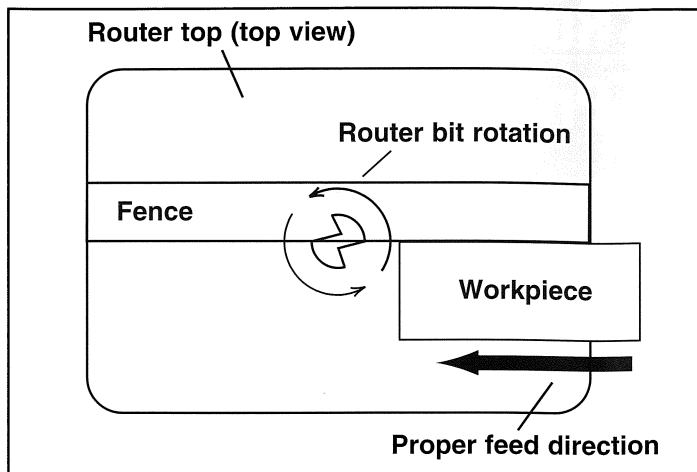 Router top (top view)
Router bit rotation
Fence
Workpiece
Proper feed direction